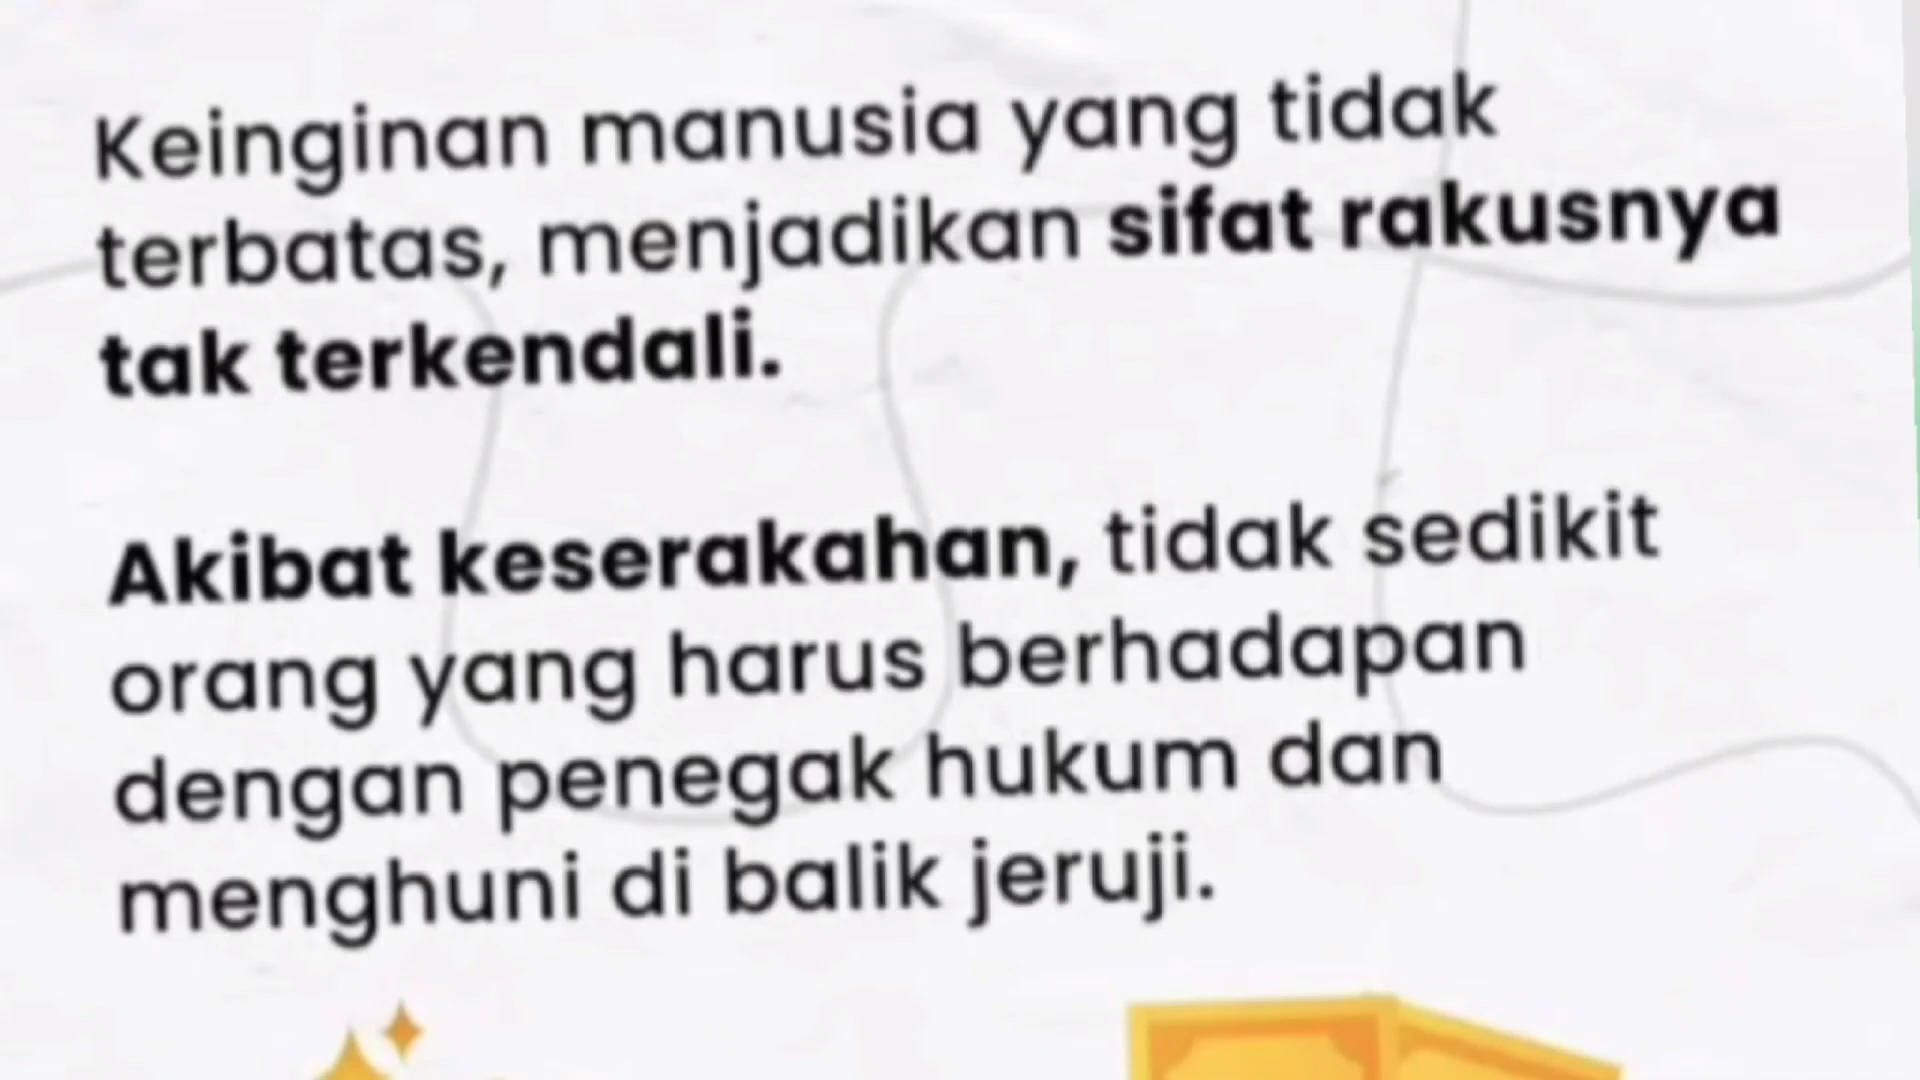 Keinginan manusia yang tidak
terbatas, menjadikan sifat rakusnya
tak terkendali.
Akibat keserakahan, tidak sedikit
orang yang harus berhadapan
dengan penegak hukum dan
menghuni di balik jeruji.